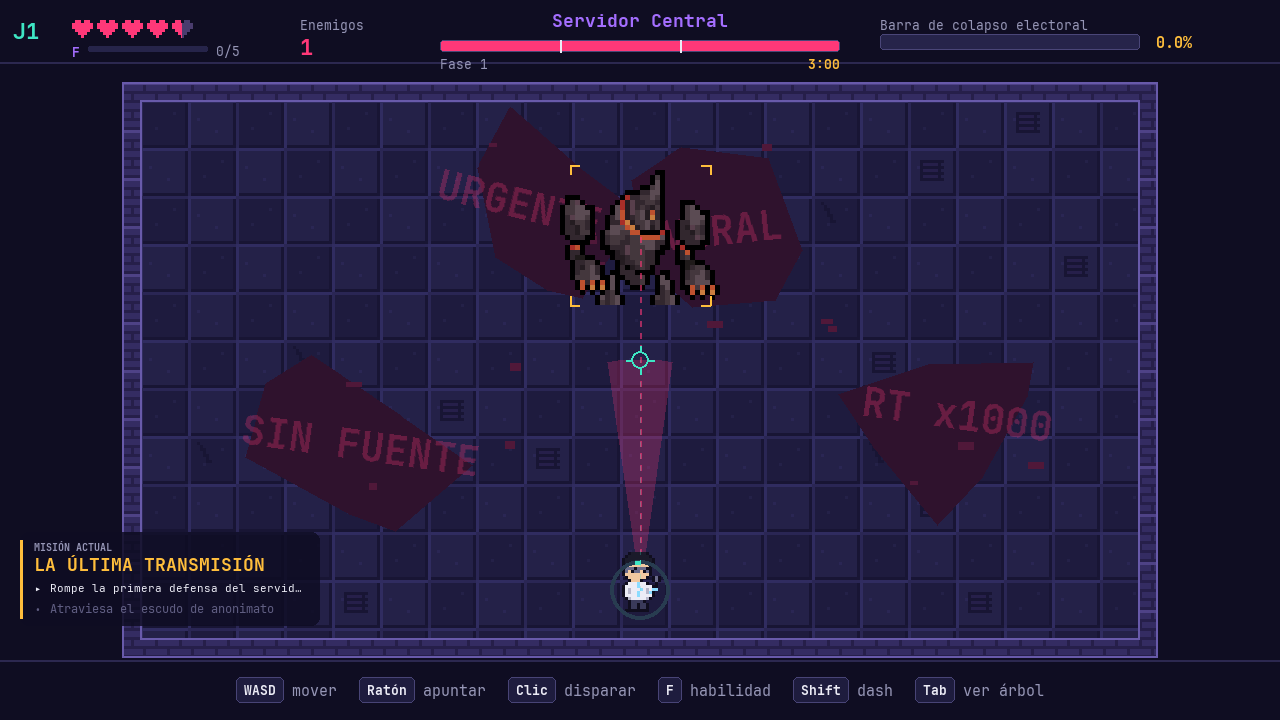 J1
F
0/5
Enemigos
1
Servidor Central
Fase 1
3:00
Barra de colapso electoral
0.0%
SIN FUENTE
RT x1000
MISIÓN ACTUAL
LA ÚLTIMA TRANSMISIÓN
▸ Rompe la primera defensa del servid…
• Atraviesa el escudo de anonimato
WASD mover
Ratón apuntar
Clic disparar
F habilidad
Shift dash
Tab ver árbol